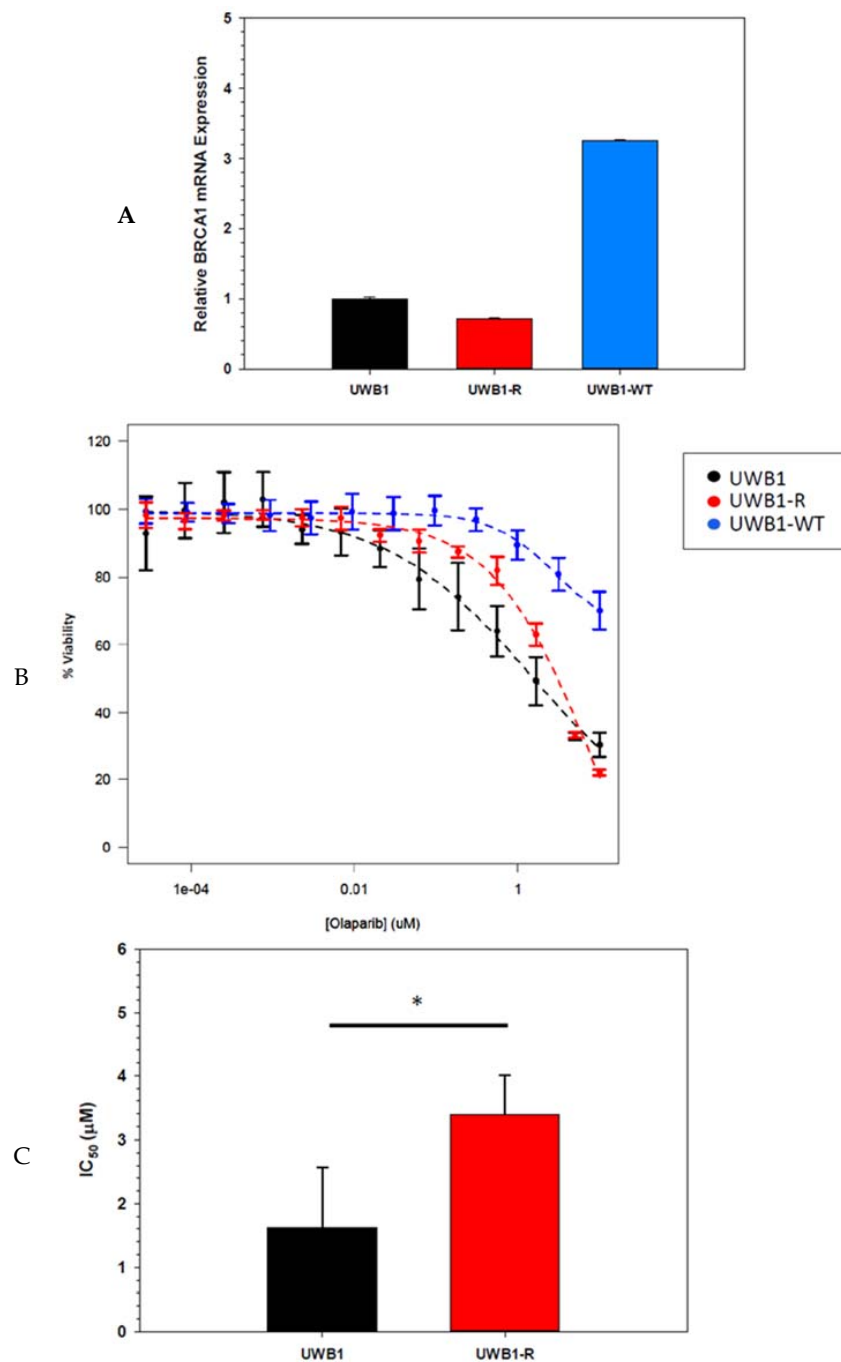 A
Relative BRCA1 mRNA Expression
5
4
3
2
1
0
UWB1 UWB1-R UWB1-WT
B
% Viability
120
100
80
60
40
20
0
1e-04 0.01 1
[Olaparib] (uM)
UWB1
UWB1-R
UWB1-WT
C
IC50 (µM)
6
5
4
3
2
1
0
*
UWB1 UWB1-R